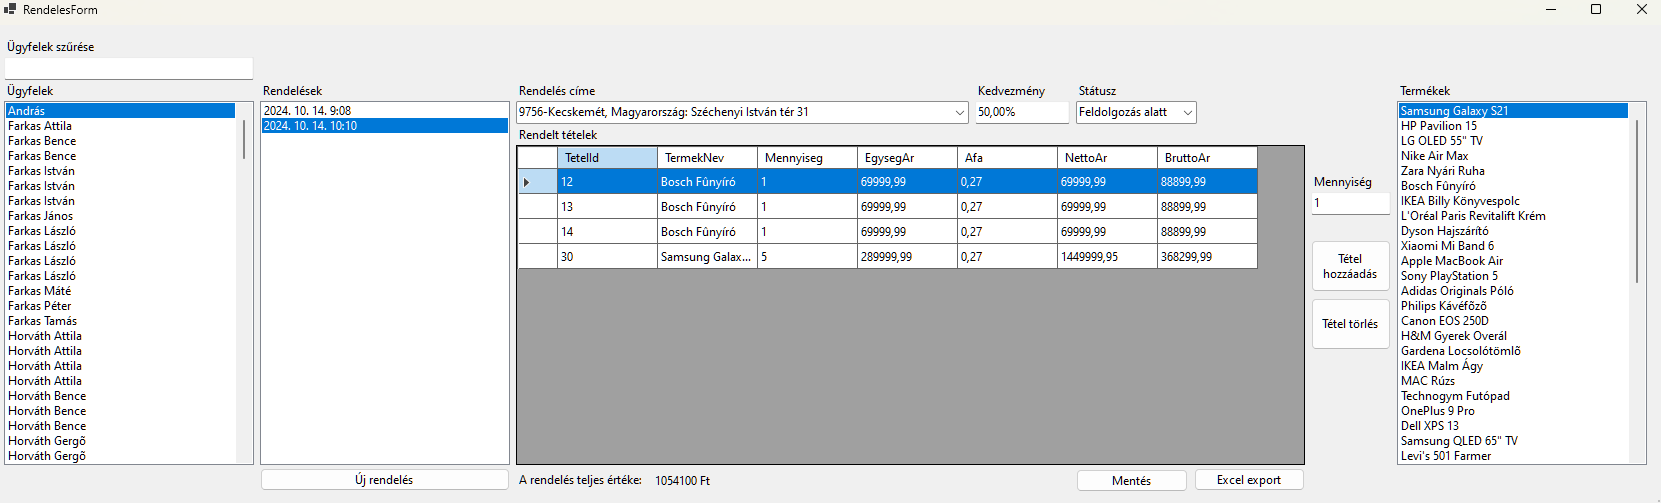 RendelesForm
Ügyfelek szűrése
Ügyfelek
András
Farkas Attila
Farkas Bence
Farkas Bence
Farkas István
Farkas István
Farkas István
Farkas János
Farkas László
Farkas László
Farkas László
Farkas László
Farkas Máté
Farkas Péter
Farkas Tamás
Horváth Attila
Horváth Attila
Horváth Attila
Horváth Attila
Horváth Bence
Horváth Bence
Horváth Bence
Horváth Gergõ
Horváth Gergõ
Rendelések
2024. 10. 14. 9:08
2024. 10. 14. 10:10
Új rendelés
Rendelés címe
9756-Kecskemét, Magyarország: Széchenyi István tér 31
Kedvezmény
50,00%
Státusz
Feldolgozás alatt
Rendelt tételek
TetelId TermekNev Mennyiseg EgysegAr Afa NettoAr BruttoAr
12 Bosch Fűnyíró 1 69999,99 0,27 69999,99 88899,99
13 Bosch Fűnyíró 1 69999,99 0,27 69999,99 88899,99
14 Bosch Fűnyíró 1 69999,99 0,27 69999,99 88899,99
30 Samsung Galax... 5 289999,99 0,27 1449999,95 368299,99
A rendelés teljes értéke: 1054100 Ft
Mentés
Excel export
Mennyiség
1
Tétel
hozzáadás
Tétel törlés
Termékek
Samsung Galaxy S21
HP Pavilion 15
LG OLED 55" TV
Nike Air Max
Zara Nyári Ruha
Bosch Fűnyíró
IKEA Billy Könyvespolc
L'Oréal Paris Revitalift Krém
Dyson Hajszárító
Xiaomi Mi Band 6
Apple MacBook Air
Sony PlayStation 5
Adidas Originals Póló
Philips Kávéfőző
Canon EOS 250D
H&M Gyerek Overál
Gardena Locsolótömlő
IKEA Malm Ágy
MAC Rúzs
Technogym Futópad
OnePlus 9 Pro
Dell XPS 13
Samsung QLED 65" TV
Levi's 501 Farmer